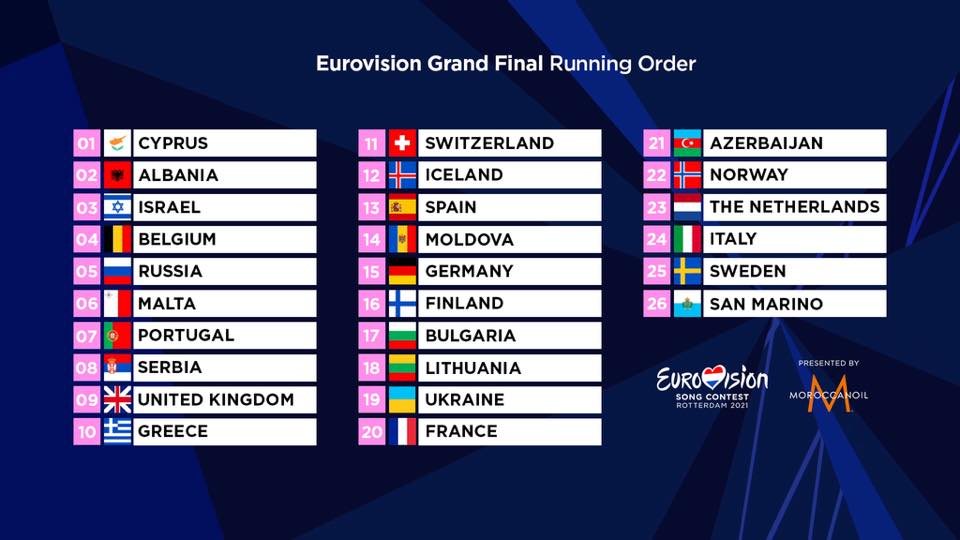 Eurovision Grand Final Running Order
01 CYPRUS
02 ALBANIA
03 ISRAEL
04 BELGIUM
05 RUSSIA
06 MALTA
07 PORTUGAL
08 SERBIA
09 UNITED KINGDOM
10 GREECE
11 SWITZERLAND
12 ICELAND
13 SPAIN
14 MOLDOVA
15 GERMANY
16 FINLAND
17 BULGARIA
18 LITHUANIA
19 UKRAINE
20 FRANCE
21 AZERBAIJAN
22 NORWAY
23 THE NETHERLANDS
24 ITALY
25 SWEDEN
26 SAN MARINO
EUROVISION
SONG CONTEST
ROTTERDAM 2021
PRESENTED BY
M
MOROCCANOIL